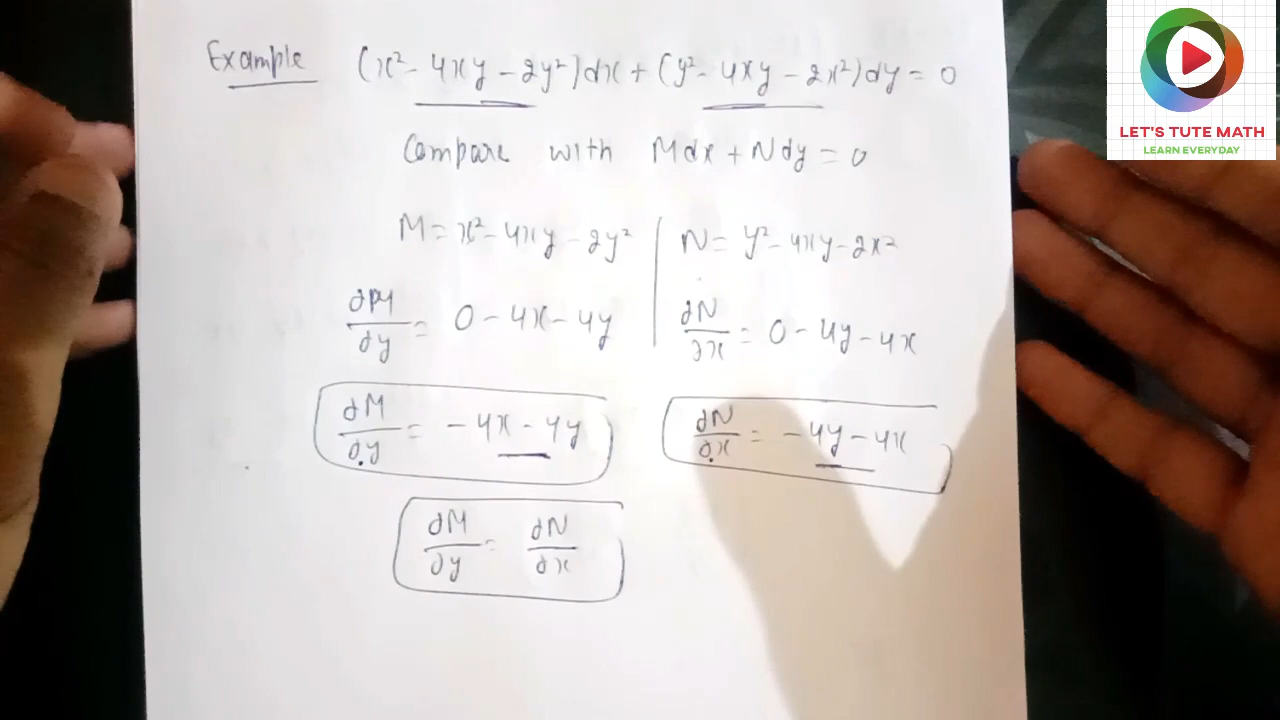 Example (x² - 4xy - 2y²)dx + (y² - 4xy - 2x²)dy = 0
Compare with Mdx + Ndy = 0
M = x² - 4xy - 2y² | N = y² - 4xy - 2x²
∂M/∂y = 0 - 4x - 4y | ∂N/∂x = 0 - 4y - 4x
∂M/∂y = - 4x - 4y ∂N/∂x = - 4y - 4x
∂M/∂y = ∂N/∂x
LET'S TUTE MATH
LEARN EVERYDAY